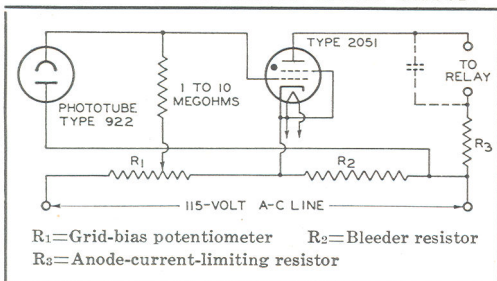 TYPE 2051
TO
RELAY
1 TO 10
MEGOHMS
PHOTOTUBE
TYPE 922
R3
R1
R2
115-VOLT A-C LINE
R1=Grid-bias potentiometer R2=Bleeder resistor
R3=Anode-current-limiting resistor